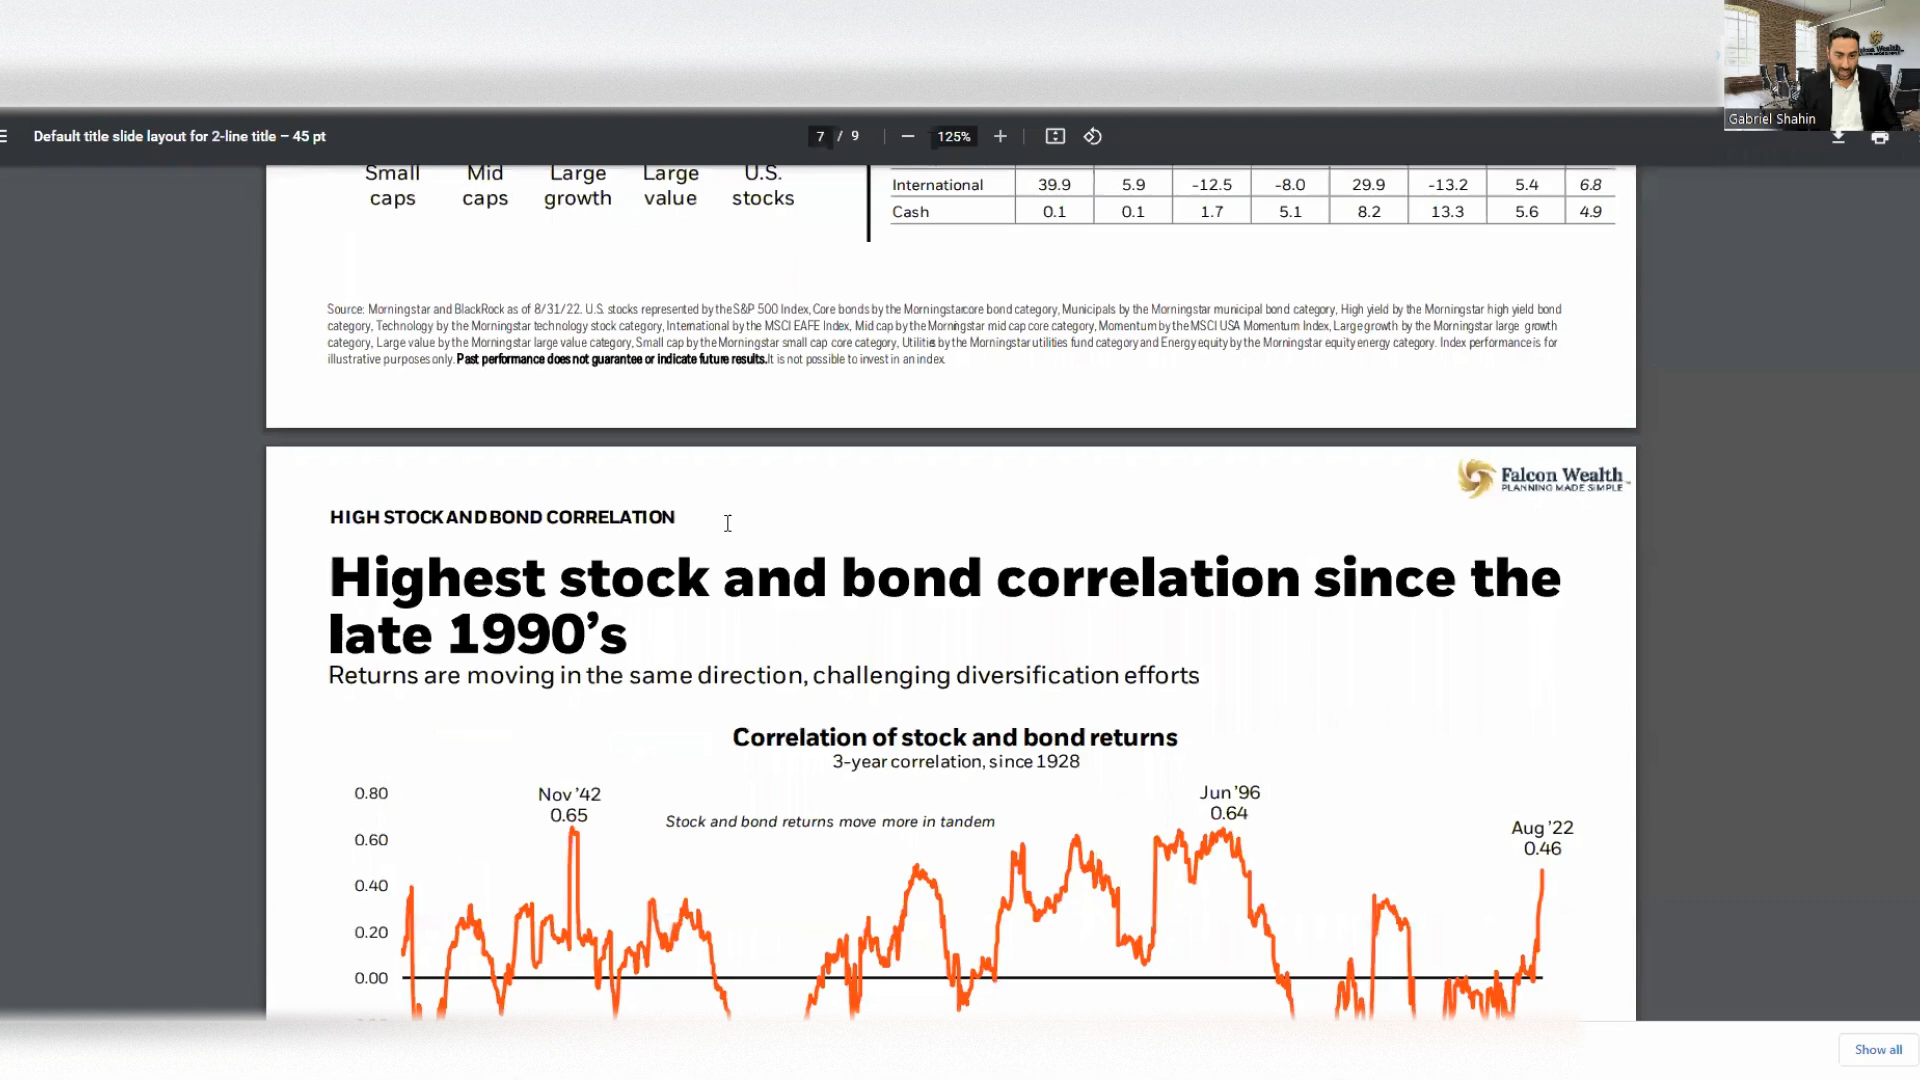 Falcon Wealth
Gabriel Shahin
Default title slide layout for 2-line title – 45 pt
7 / 9
125%
Small caps
Mid caps
Large growth
Large value
U.S. stocks
International 39.9 5.9 -12.5 -8.0 29.9 -13.2 5.4 6.8
Cash 0.1 0.1 1.7 5.1 8.2 13.3 5.6 4.9
Source: Morningstar and BlackRock as of 8/31/22. U.S. stocks represented by the S&P 500 Index, Core bonds by the Morningstar core bond category, Municipals by the Morningstar municipal bond category, High yield by the Morningstar high yield bond
category, Technology by the Morningstar technology stock category, International by the MSCI EAFE Index, Mid cap by the Morningstar mid cap core category, Momentum by the MSCI USA Momentum Index, Large growth by the Morningstar large growth
category, Large value by the Morningstar large value category, Small cap by the Morningstar small cap core category, Utilities by the Morningstar utilities fund category and Energy equity by the Morningstar equity energy category. Index performance is for
illustrative purposes only. Past performance does not guarantee or indicate future results. It is not possible to invest in an index.
Falcon Wealth
PLANNING MADE SIMPLE
HIGH STOCK AND BOND CORRELATION
Highest stock and bond correlation since the
late 1990’s
Returns are moving in the same direction, challenging diversification efforts
Correlation of stock and bond returns
3-year correlation, since 1928
0.80
Nov ’42
0.65
Jun ’96
0.64
Stock and bond returns move more in tandem
Aug ’22
0.46
0.60
0.40
0.20
0.00
Show all